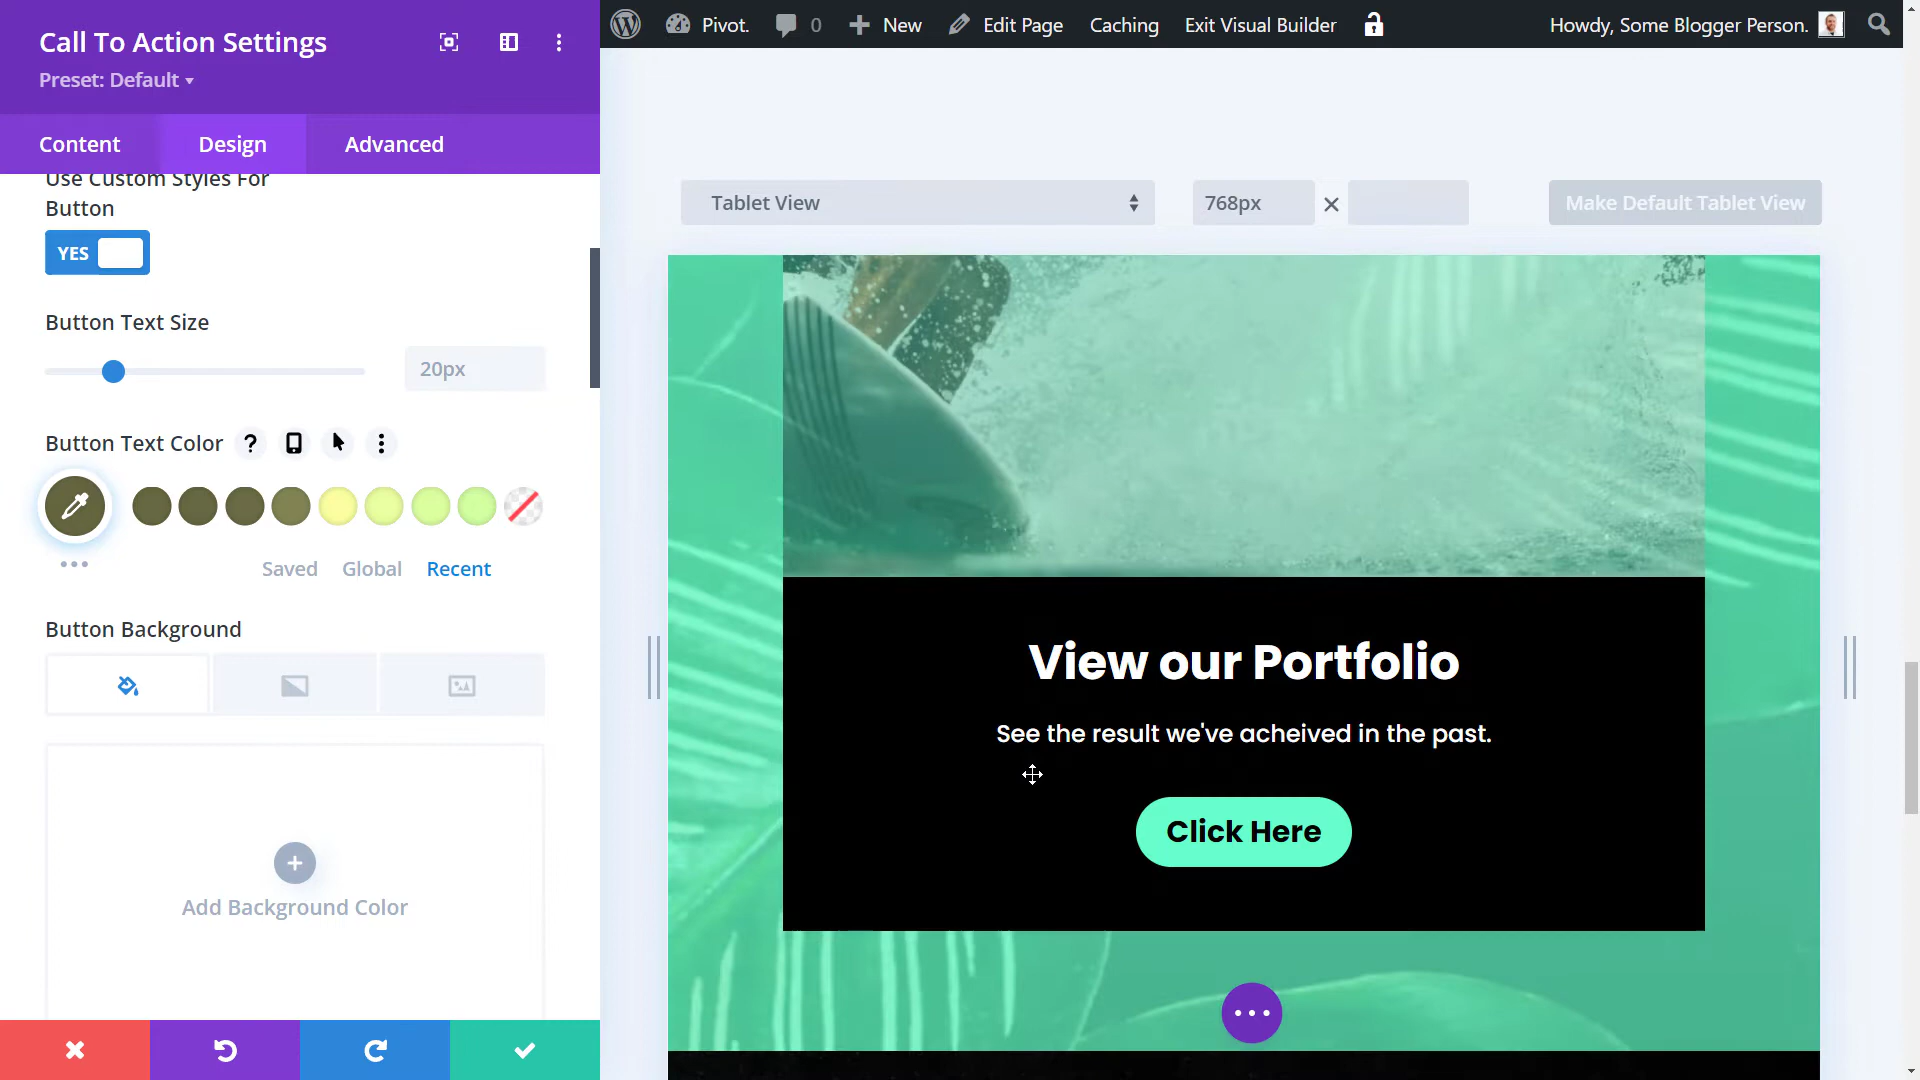 Call To Action Settings
Preset: Default
Content Design Advanced
Use Custom Styles For
Button
YES
Button Text Size
20px
Button Text Color ?
Saved Global Recent
Button Background
Add Background Color
Pivot. 0 New Edit Page Caching Exit Visual Builder Howdy, Some Blogger Person.
Tablet View 768px × Make Default Tablet View
View our Portfolio
See the result we've acheived in the past.
Click Here